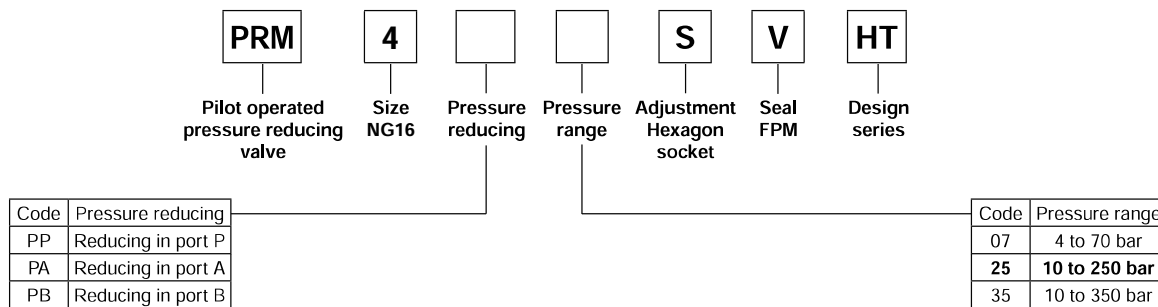 PRM 4 S V HT
Pilot operated Size Pressure Pressure Adjustment Seal Design
pressure reducing NG16 reducing range Hexagon FPM series
valve socket
Code Pressure reducing
PP Reducing in port P
PA Reducing in port A
PB Reducing in port B
Code Pressure range
07 4 to 70 bar
25 10 to 250 bar
35 10 to 350 bar